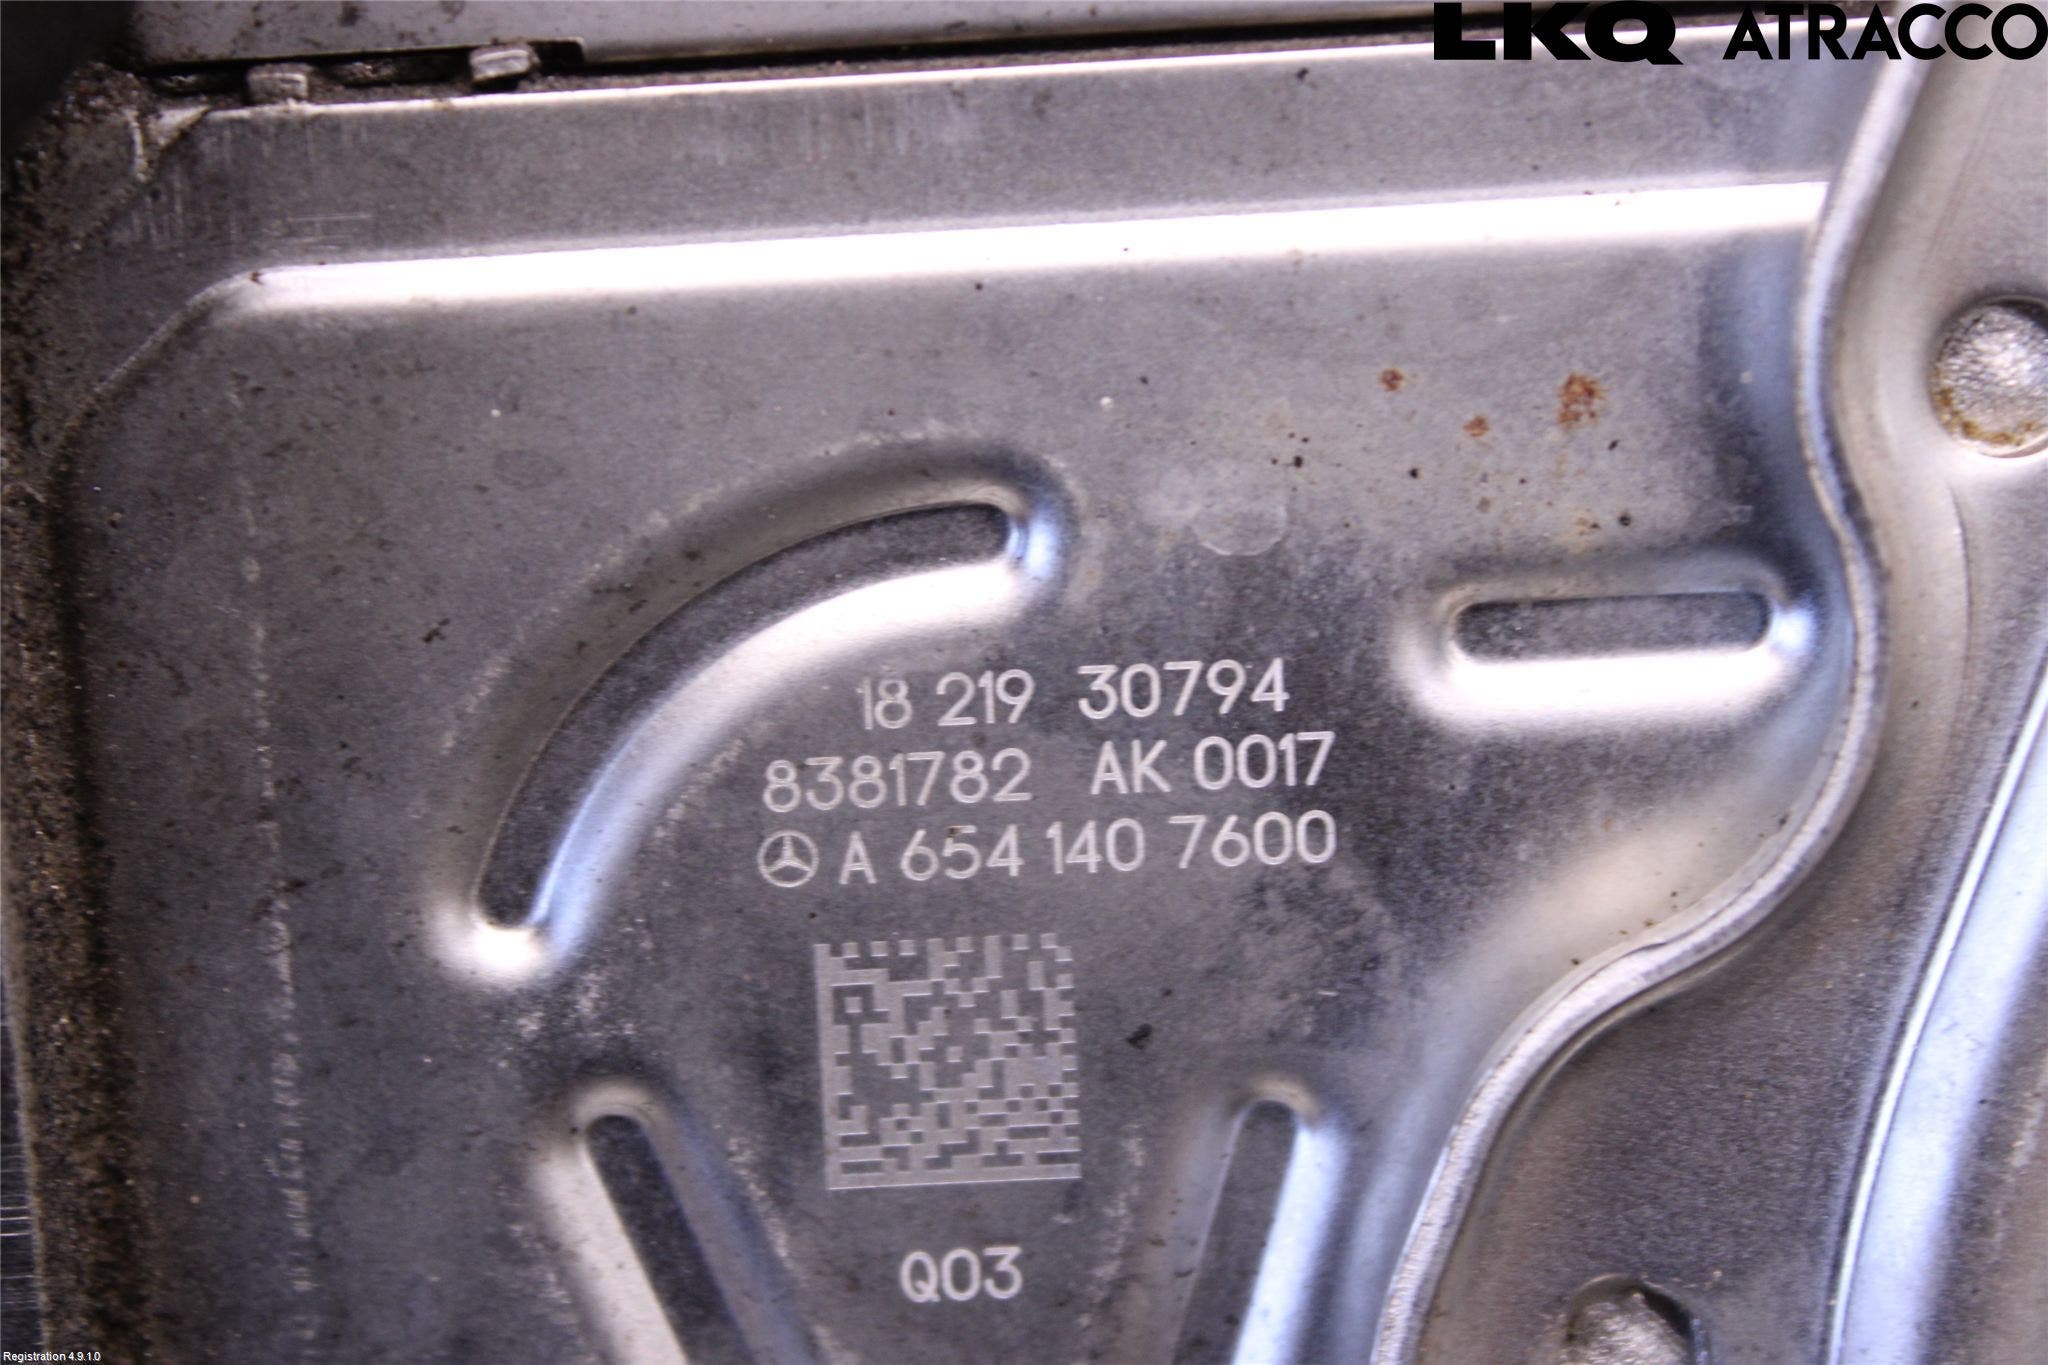 LKQ ATRACCO
18 219 30794
8381782 AK 0017
A 654 140 7600
Q03
Registration 4.9.1.0